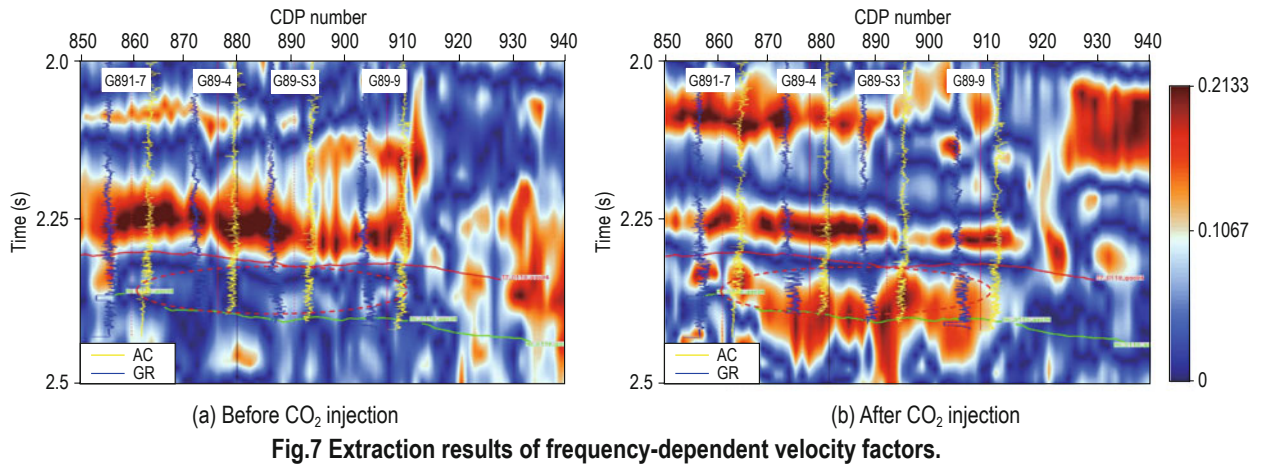 CDP number
850 860 870 880 890 900 910 920 930 940
2.0
G891-7 G89-4 G89-S3 G89-9
Time (s)
2.25
AC
GR
2.5
(a) Before CO₂ injection
CDP number
850 860 870 880 890 900 910 920 930 940
2.0
G891-7 G89-4 G89-S3 G89-9
Time (s)
2.25
AC
GR
2.5
(b) After CO₂ injection
0.2133
0.1067
0
Fig.7 Extraction results of frequency-dependent velocity factors.